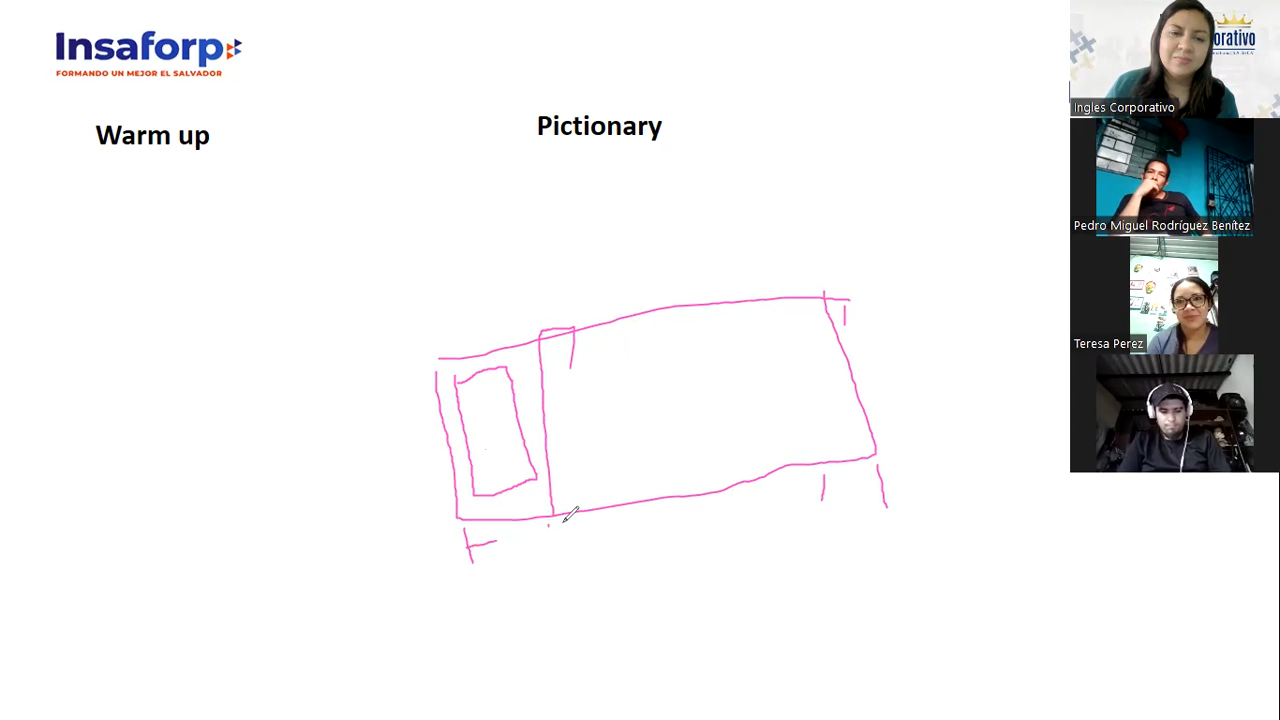 Insaforp
FORMANDO UN MEJOR EL SALVADOR
Warm up
Pictionary
orativo
Ingles Corporativo
Pedro Miguel Rodríguez Benítez
Teresa Perez